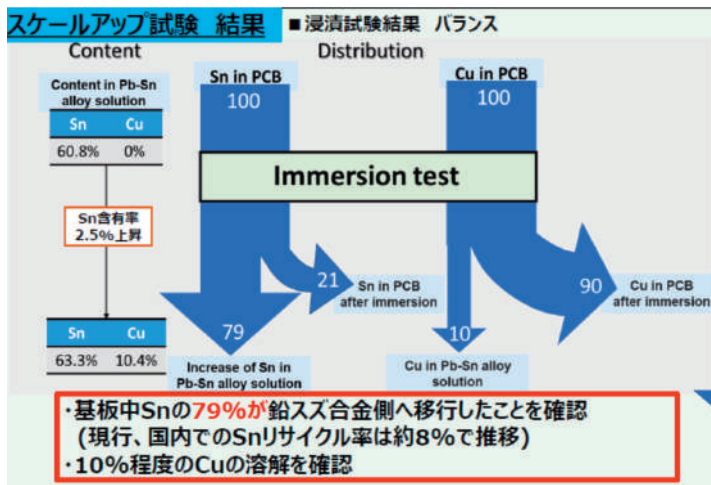 スケールアップ試験 結果
■浸漬試験結果 バランス
Content
Distribution
Content in Pb-Sn
alloy solution
Sn Cu
60.8% 0%
Sn含有率
2.5%上昇
Sn Cu
63.3% 10.4%
Sn in PCB
100
Cu in PCB
100
Immersion test
21
Sn in PCB
after immersion
79
Increase of Sn in
Pb-Sn alloy solution
90
Cu in PCB
after immersion
10
Cu in Pb-Sn alloy
solution
・基板中Snの79%が鉛スズ合金側へ移行したことを確認
(現行、国内でのSnリサイクル率は約8%で推移)
・10%程度のCuの溶解を確認